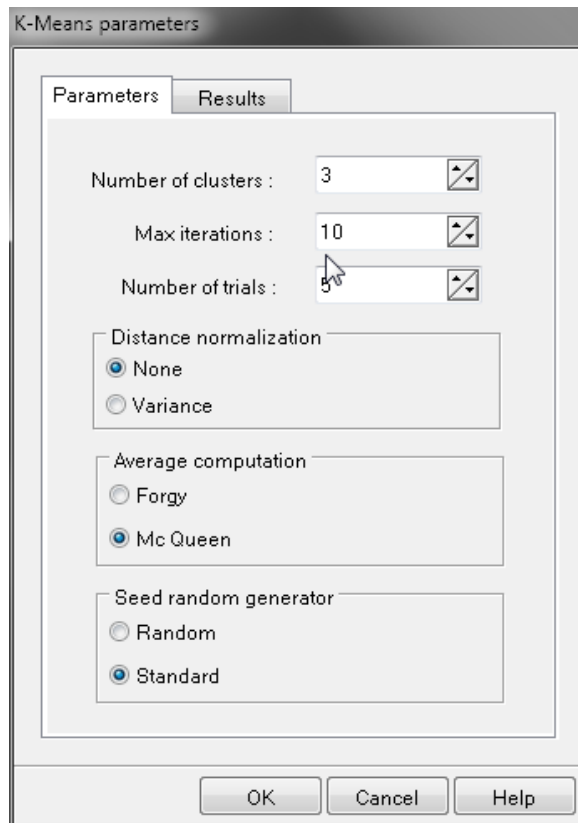 K-Means parameters
Parameters Results
Number of clusters : 3
Max iterations : 10
Number of trials : 5
Distance normalization
None
Variance
Average computation
Forgy
Mc Queen
Seed random generator
Random
Standard
OK Cancel Help